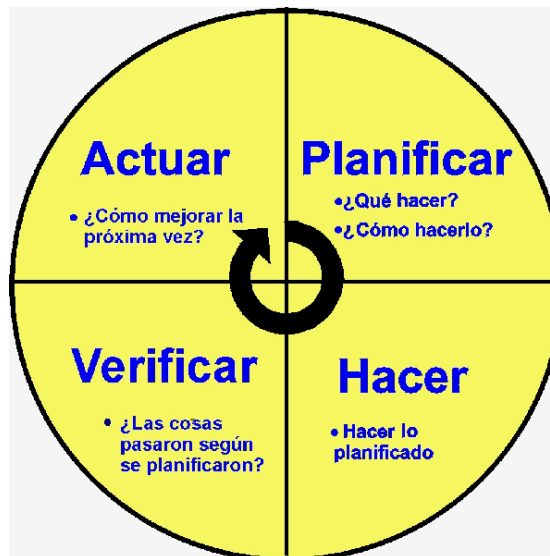 Actuar
• ¿Cómo mejorar la
próxima vez?
Planificar
•¿Qué hacer?
•¿Cómo hacerlo?
Verificar
• ¿Las cosas
pasaron según
se planificaron?
Hacer
• Hacer lo
planificado